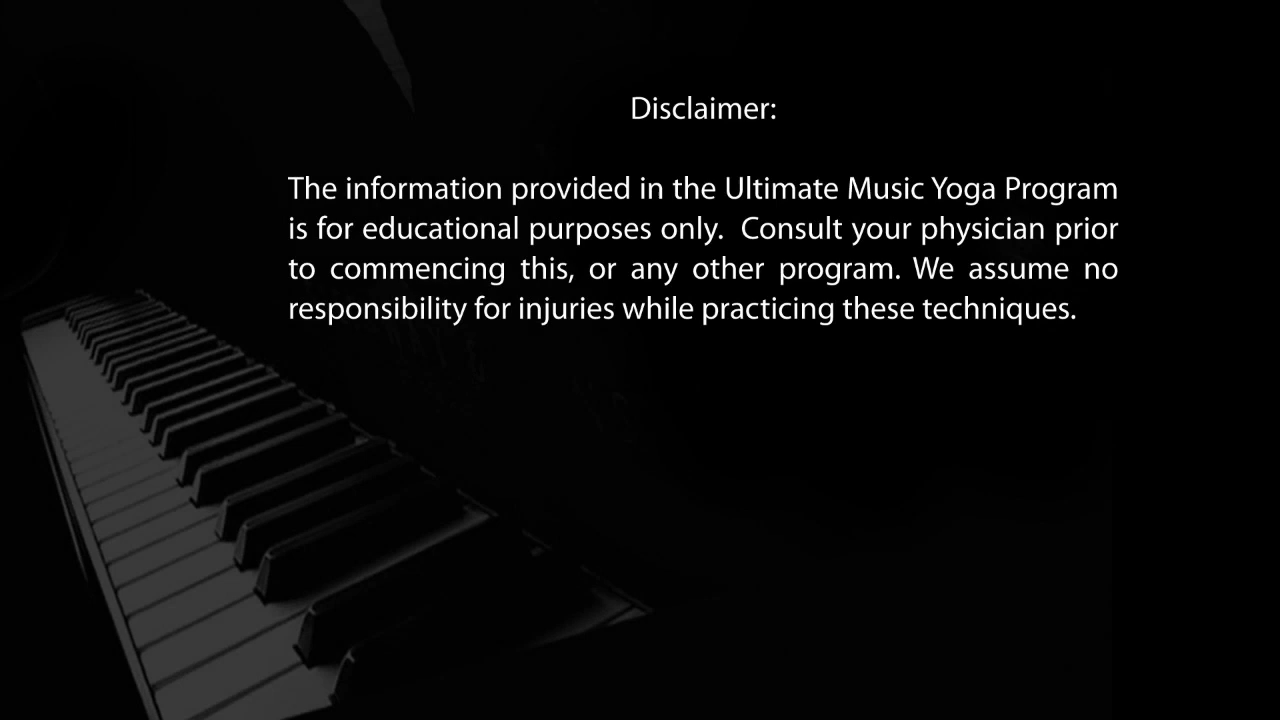 Disclaimer:
The information provided in the Ultimate Music Yoga Program
is for educational purposes only.  Consult your physician prior
to commencing this, or any other program. We assume no
responsibility for injuries while practicing these techniques.